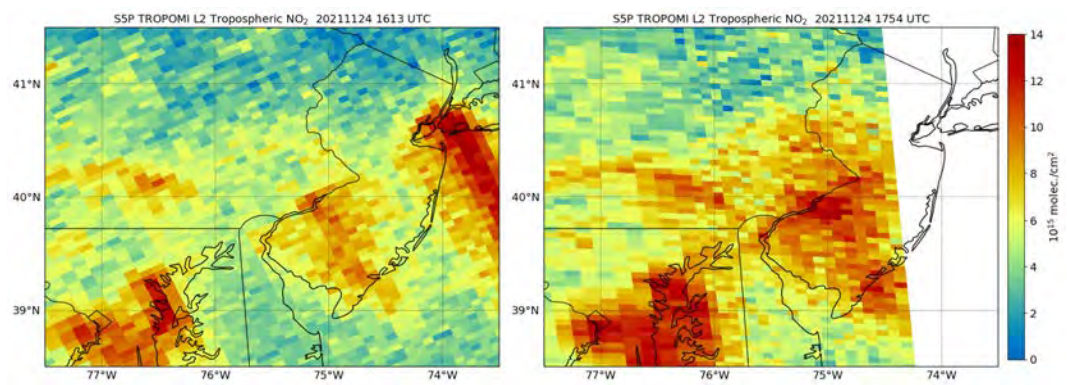 S5P TROPOMI L2 Tropospheric NO₂ 20211124 1613 UTC
41°N
40°N
39°N
77°W
76°W
75°W
74°W
S5P TROPOMI L2 Tropospheric NO₂ 20211124 1754 UTC
41°N
40°N
39°N
77°W
76°W
75°W
74°W
14
12
10
8
6
4
2
0
10¹⁵ molec./cm²